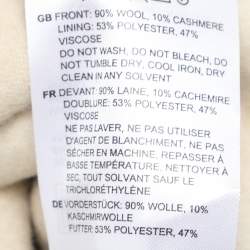 GB FRONT: 90% WOOL, 10% CASHMERE
LINING: 53% POLYESTER, 47%
VISCOSE
DO NOT WASH, DO NOT BLEACH, DO
NOT TUMBLE DRY, COOL IRON, DRY
CLEAN IN ANY SOLVENT
FR DEVANT: 90% LAINE, 10% CACHEMIRE
DOUBLURE: 53% POLYESTER, 47%
VISCOSE
NE PAS LAVER, NE PAS UTILISER
D'AGENT DE BLANCHIMENT, NE PAS
SÉCHER EN MACHINE, REPASSER À
BASSE TEMPÉRATURE, NETTOYER À
SEC, TOUT SOLVANT SAUF LE
TRICHLORÉTHYLÈNE
DE VORDERSTÜCK: 90% WOLLE, 10%
KASCHMIRWOLLE
FUTTER: 53% POLYESTER, 47%